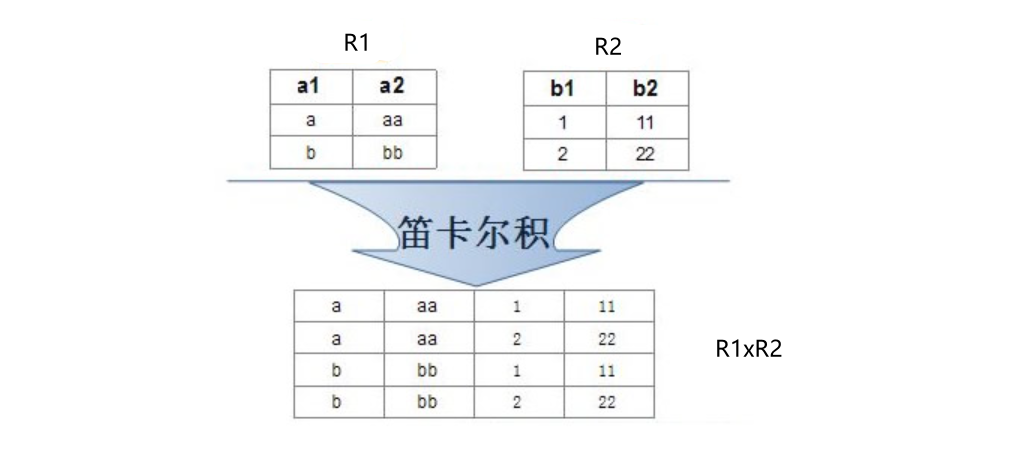 R1 R2
a1 a2 b1 b2
a aa 1 11
b bb 2 22
笛卡尔积
a aa 1 11
a aa 2 22
b bb 1 11
b bb 2 22
R1xR2